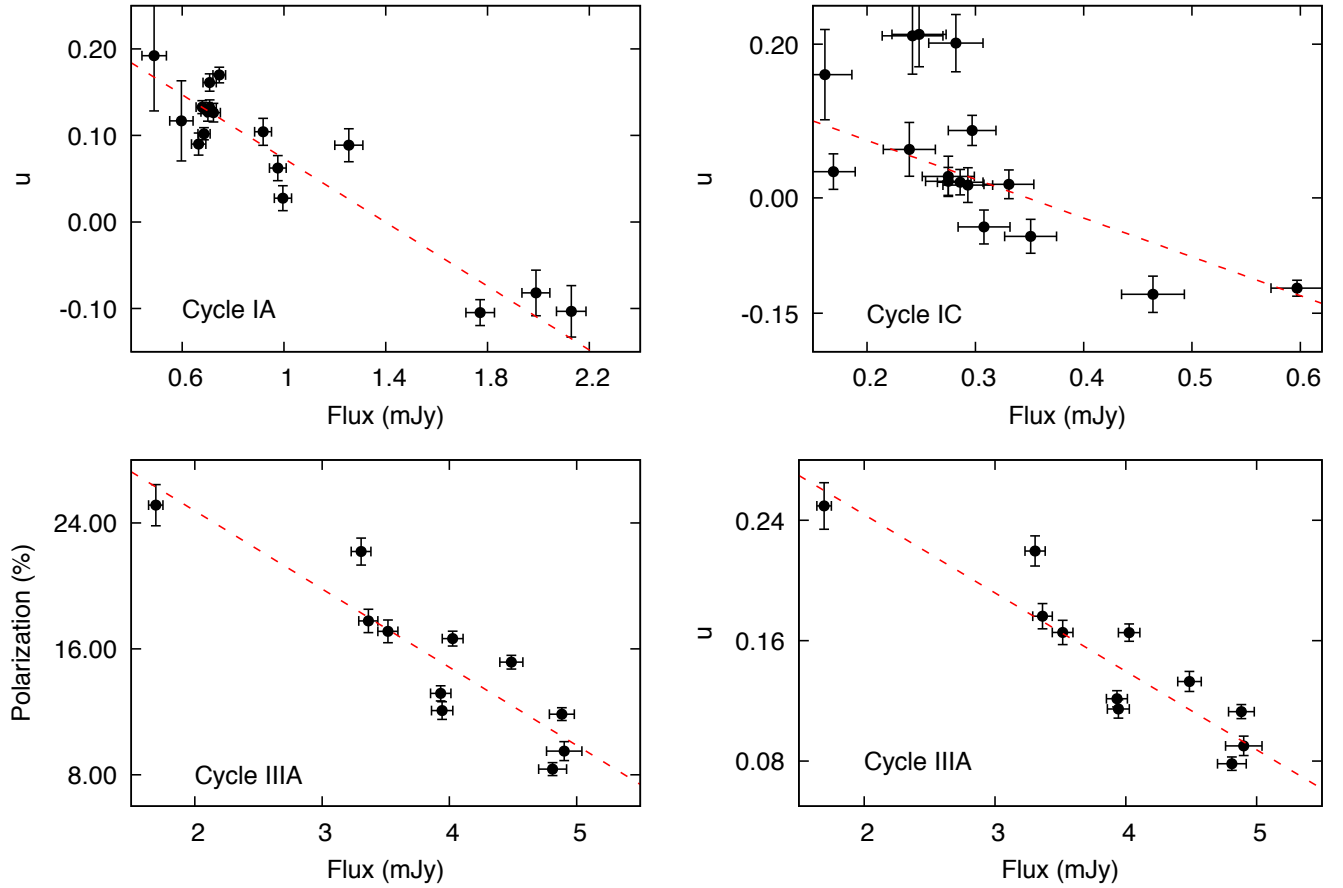 0.20
0.10
0.00
-0.10
u
Cycle IA
0.6
1
1.4
1.8
2.2
Flux (mJy)
0.20
0.00
-0.15
u
Cycle IC
0.2
0.3
0.4
0.5
0.6
Flux (mJy)
24.00
16.00
8.00
Polarization (%)
Cycle IIIA
2
3
4
5
Flux (mJy)
0.24
0.16
0.08
u
Cycle IIIA
2
3
4
5
Flux (mJy)